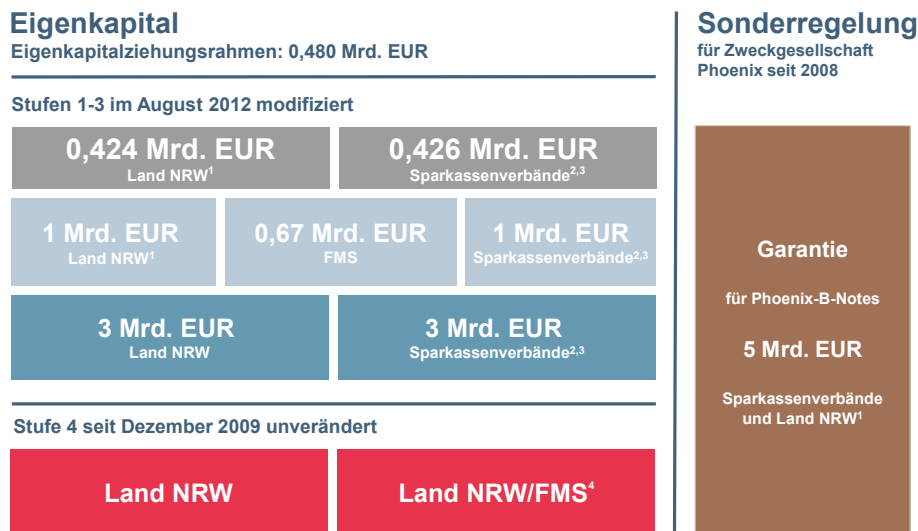 Eigenkapital
Eigenkapitalziehungsrahmen: 0,480 Mrd. EUR
Stufen 1-3 im August 2012 modifiziert
0,424 Mrd. EUR
Land NRW¹
0,426 Mrd. EUR
Sparkassenverbände²,³
1 Mrd. EUR
Land NRW¹
0,67 Mrd. EUR
FMS
1 Mrd. EUR
Sparkassenverbände²,³
3 Mrd. EUR
Land NRW
3 Mrd. EUR
Sparkassenverbände²,³
Stufe 4 seit Dezember 2009 unverändert
Land NRW
Land NRW/FMS⁴
Sonderregelung
für Zweckgesellschaft
Phoenix seit 2008
Garantie
für Phoenix-B-Notes
5 Mrd. EUR
Sparkassenverbände
und Land NRW¹